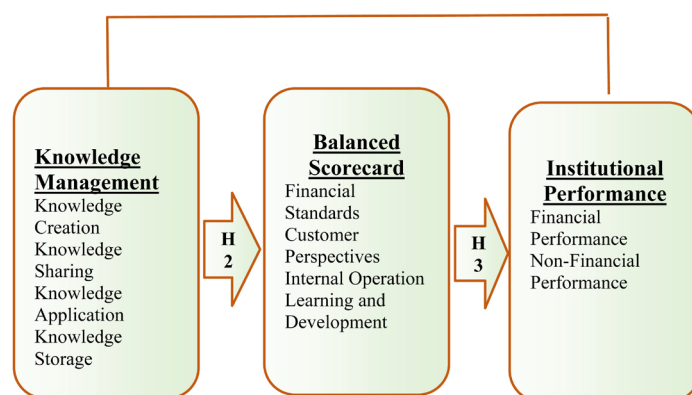 Knowledge
Management
Knowledge
Creation
Knowledge
Sharing
Knowledge
Application
Knowledge
Storage
H
2
Balanced
Scorecard
Financial
Standards
Customer
Perspectives
Internal Operation
Learning and
Development
H
3
Institutional
Performance
Financial
Performance
Non-Financial
Performance